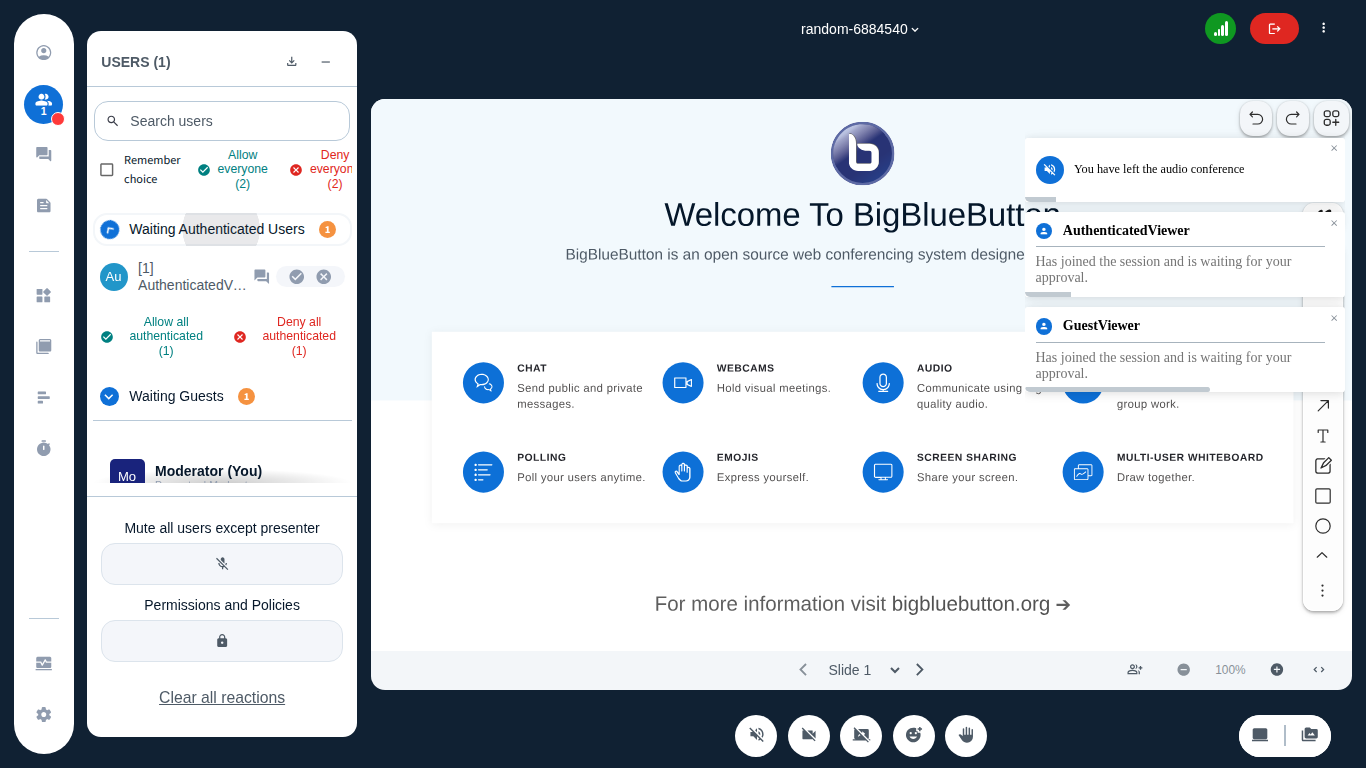 random-6884540
USERS (1)
1
Search users
Remember
choice
Allow
everyone
(2)
Deny
everyon
(2)
Waiting Authenticated Users
1
Au
[1]
AuthenticatedV…
Allow all
authenticated
(1)
Deny all
authenticated
(1)
Waiting Guests
1
Mo
Moderator (You)
Mute all users except presenter
Permissions and Policies
Clear all reactions
Welcome To BigBlueButton
BigBlueButton is an open source web conferencing system designe
You have left the audio conference
AuthenticatedViewer
Has joined the session and is waiting for your
approval.
GuestViewer
Has joined the session and is waiting for your
approval.
CHAT
Send public and private
messages.
WEBCAMS
Hold visual meetings.
AUDIO
Communicate using
quality audio.
group work.
POLLING
Poll your users anytime.
EMOJIS
Express yourself.
SCREEN SHARING
Share your screen.
MULTI-USER WHITEBOARD
Draw together.
For more information visit bigbluebutton.org ➔
Slide 1
100%